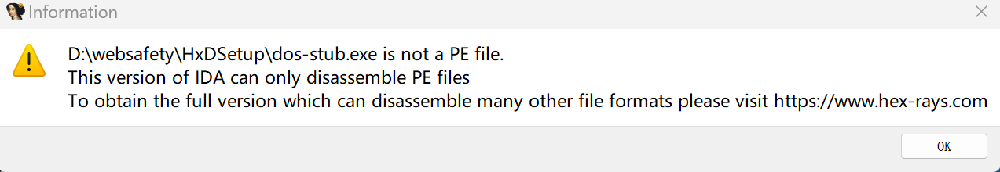 Information
D:\websafety\HxDSetup\dos-stub.exe is not a PE file.
This version of IDA can only disassemble PE files
To obtain the full version which can disassemble many other file formats please visit https://www.hex-rays.com
OK